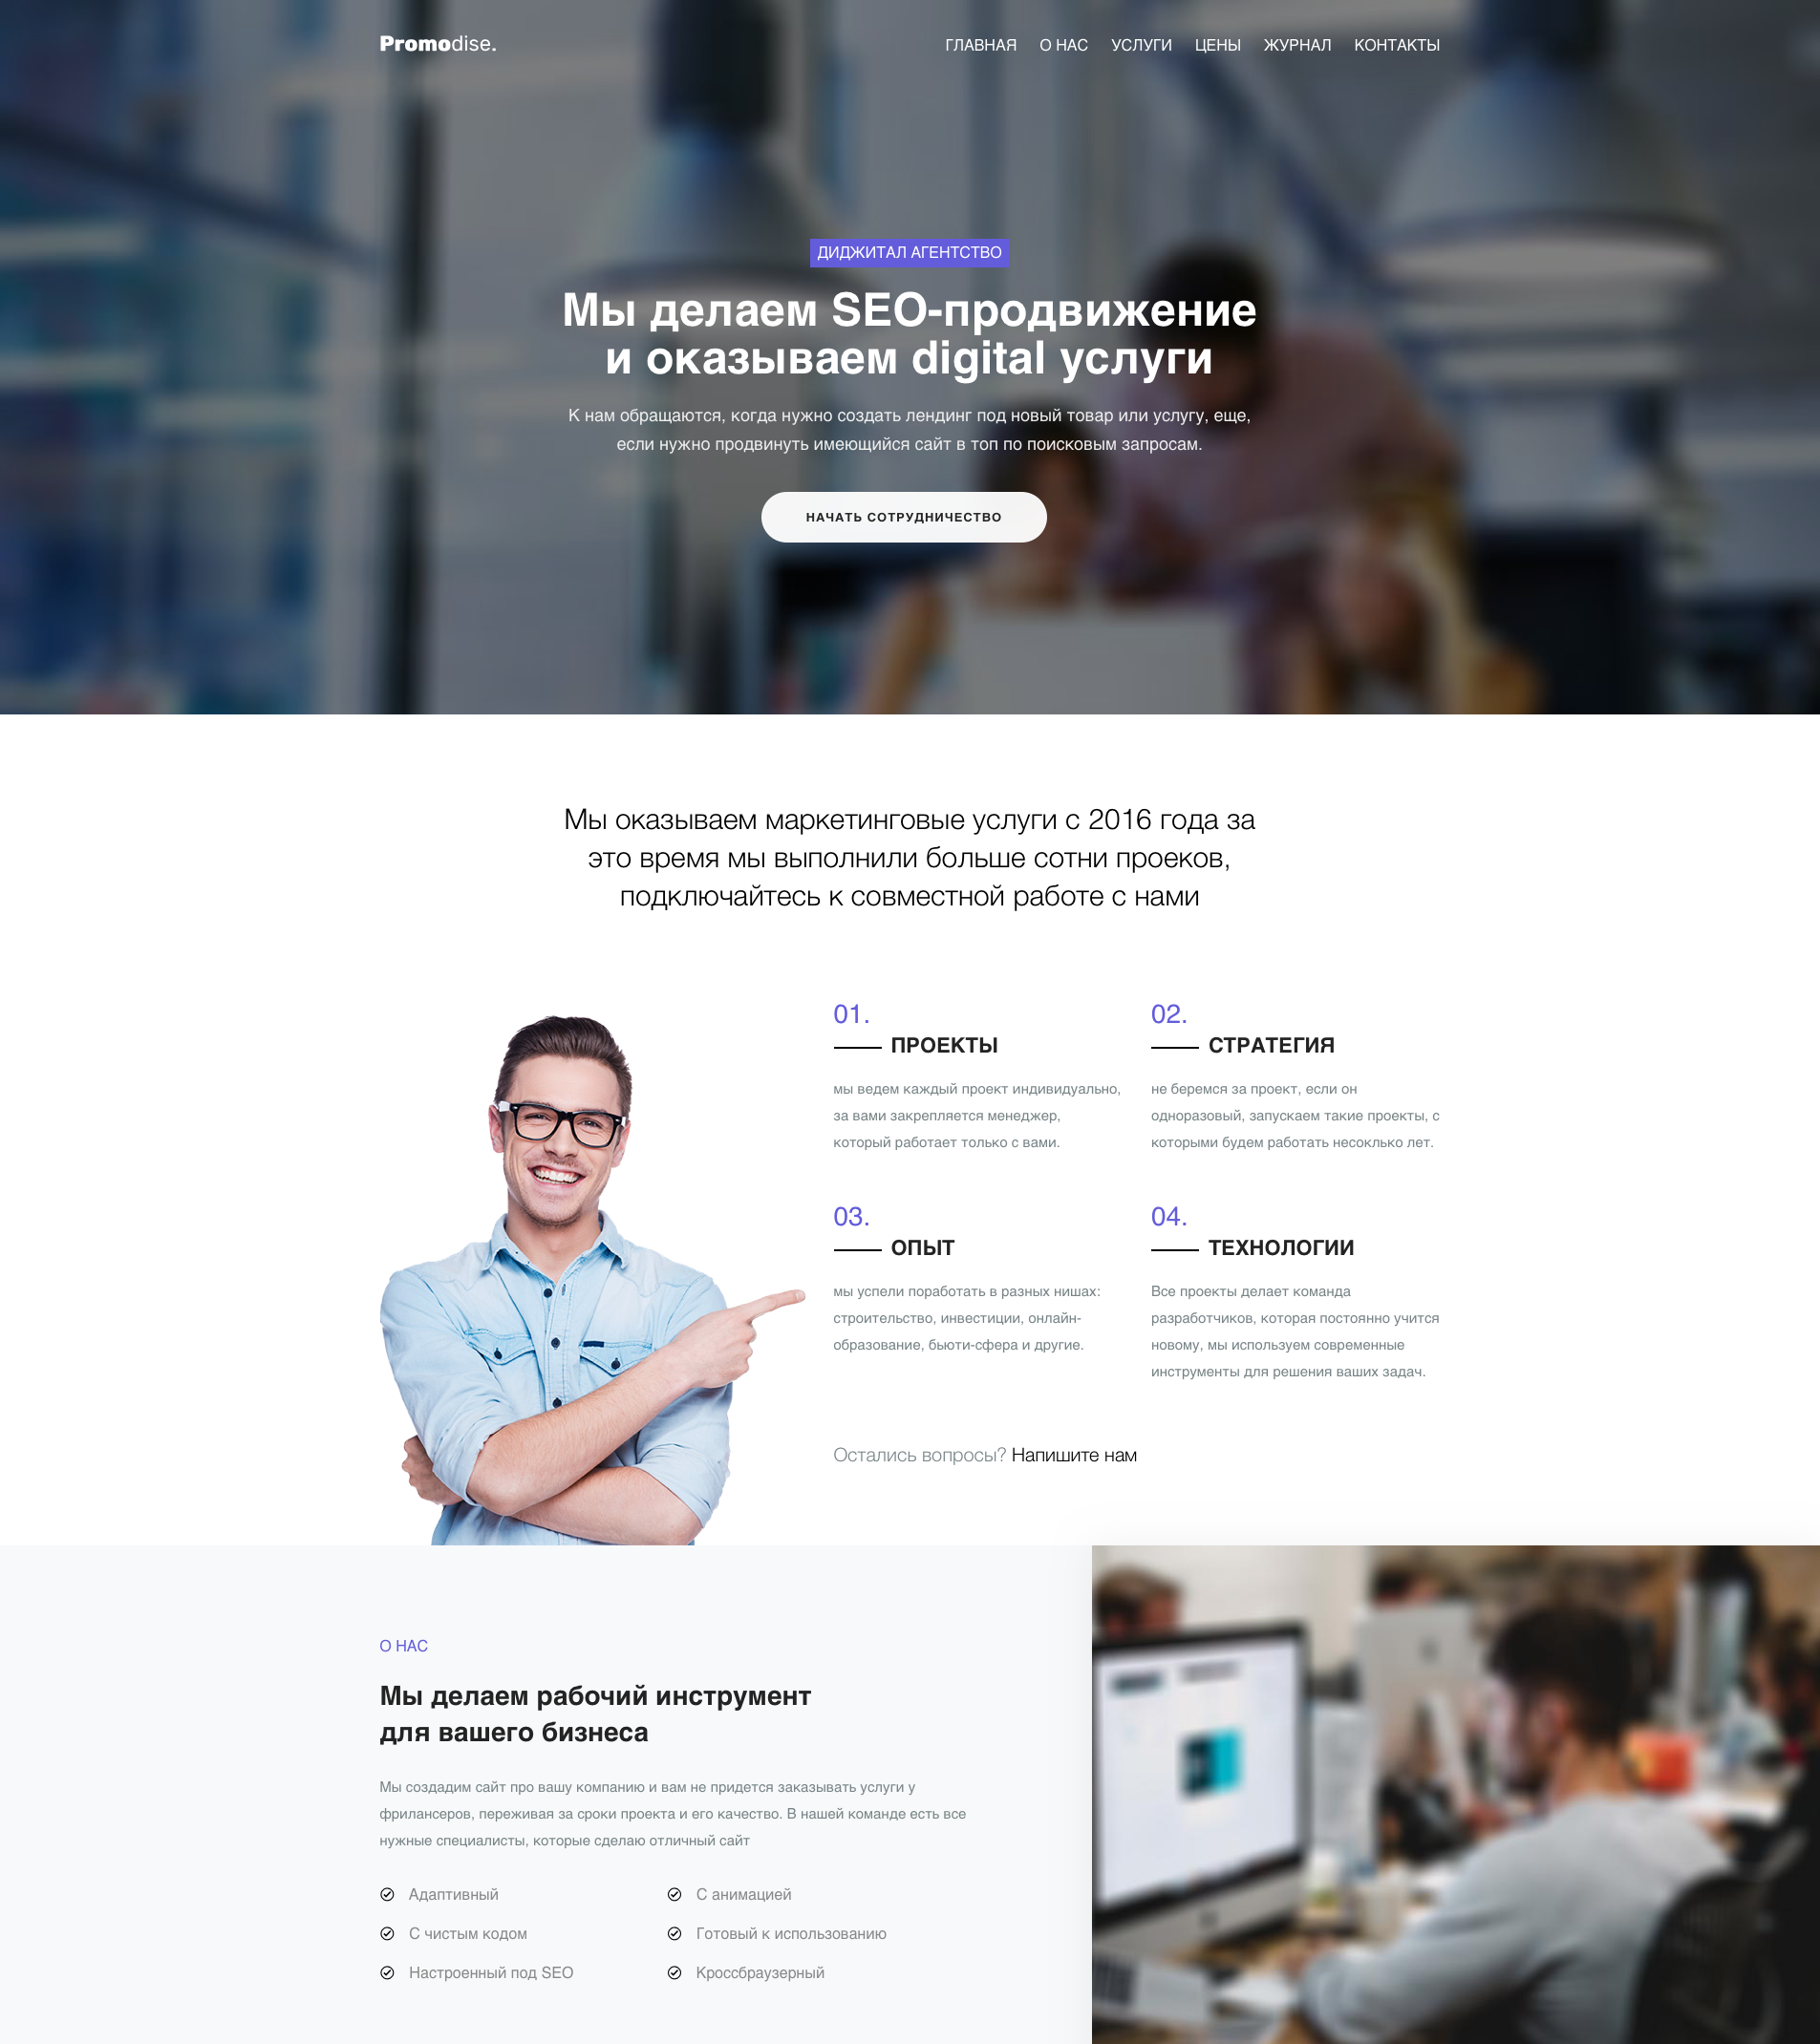 Promodise.
ГЛАВНАЯ О НАС УСЛУГИ ЦЕНЫ ЖУРНАЛ КОНТАКТЫ
ДИДЖИТАЛ АГЕНТСТВО
Мы делаем SEO-продвижение
и оказываем digital услуги
К нам обращаются, когда нужно создать лендинг под новый товар или услугу, еще,
если нужно продвинуть имеющийся сайт в топ по поисковым запросам.
НАЧАТЬ СОТРУДНИЧЕСТВО
Мы оказываем маркетинговые услуги с 2016 года за
это время мы выполнили больше сотни проеков,
подключайтесь к совместной работе с нами
01.
ПРОЕКТЫ
мы ведем каждый проект индивидуально,
за вами закрепляется менеджер,
который работает только с вами.
02.
СТРАТЕГИЯ
не беремся за проект, если он
одноразовый, запускаем такие проекты, с
которыми будем работать несоклько лет.
03.
ОПЫТ
мы успели поработать в разных нишах:
строительство, инвестиции, онлайн-
образование, бьюти-сфера и другие.
04.
ТЕХНОЛОГИИ
Все проекты делает команда
разработчиков, которая постоянно учится
новому, мы используем современные
инструменты для решения ваших задач.
Остались вопросы? Напишите нам
О НАС
Мы делаем рабочий инструмент
для вашего бизнеса
Мы создадим сайт про вашу компанию и вам не придется заказывать услуги у
фрилансеров, переживая за сроки проекта и его качество. В нашей команде есть все
нужные специалисты, которые сделаю отличный сайт
Адаптивный
С анимацией
С чистым кодом
Готовый к использованию
Настроенный под SEO
Кроссбраузерный